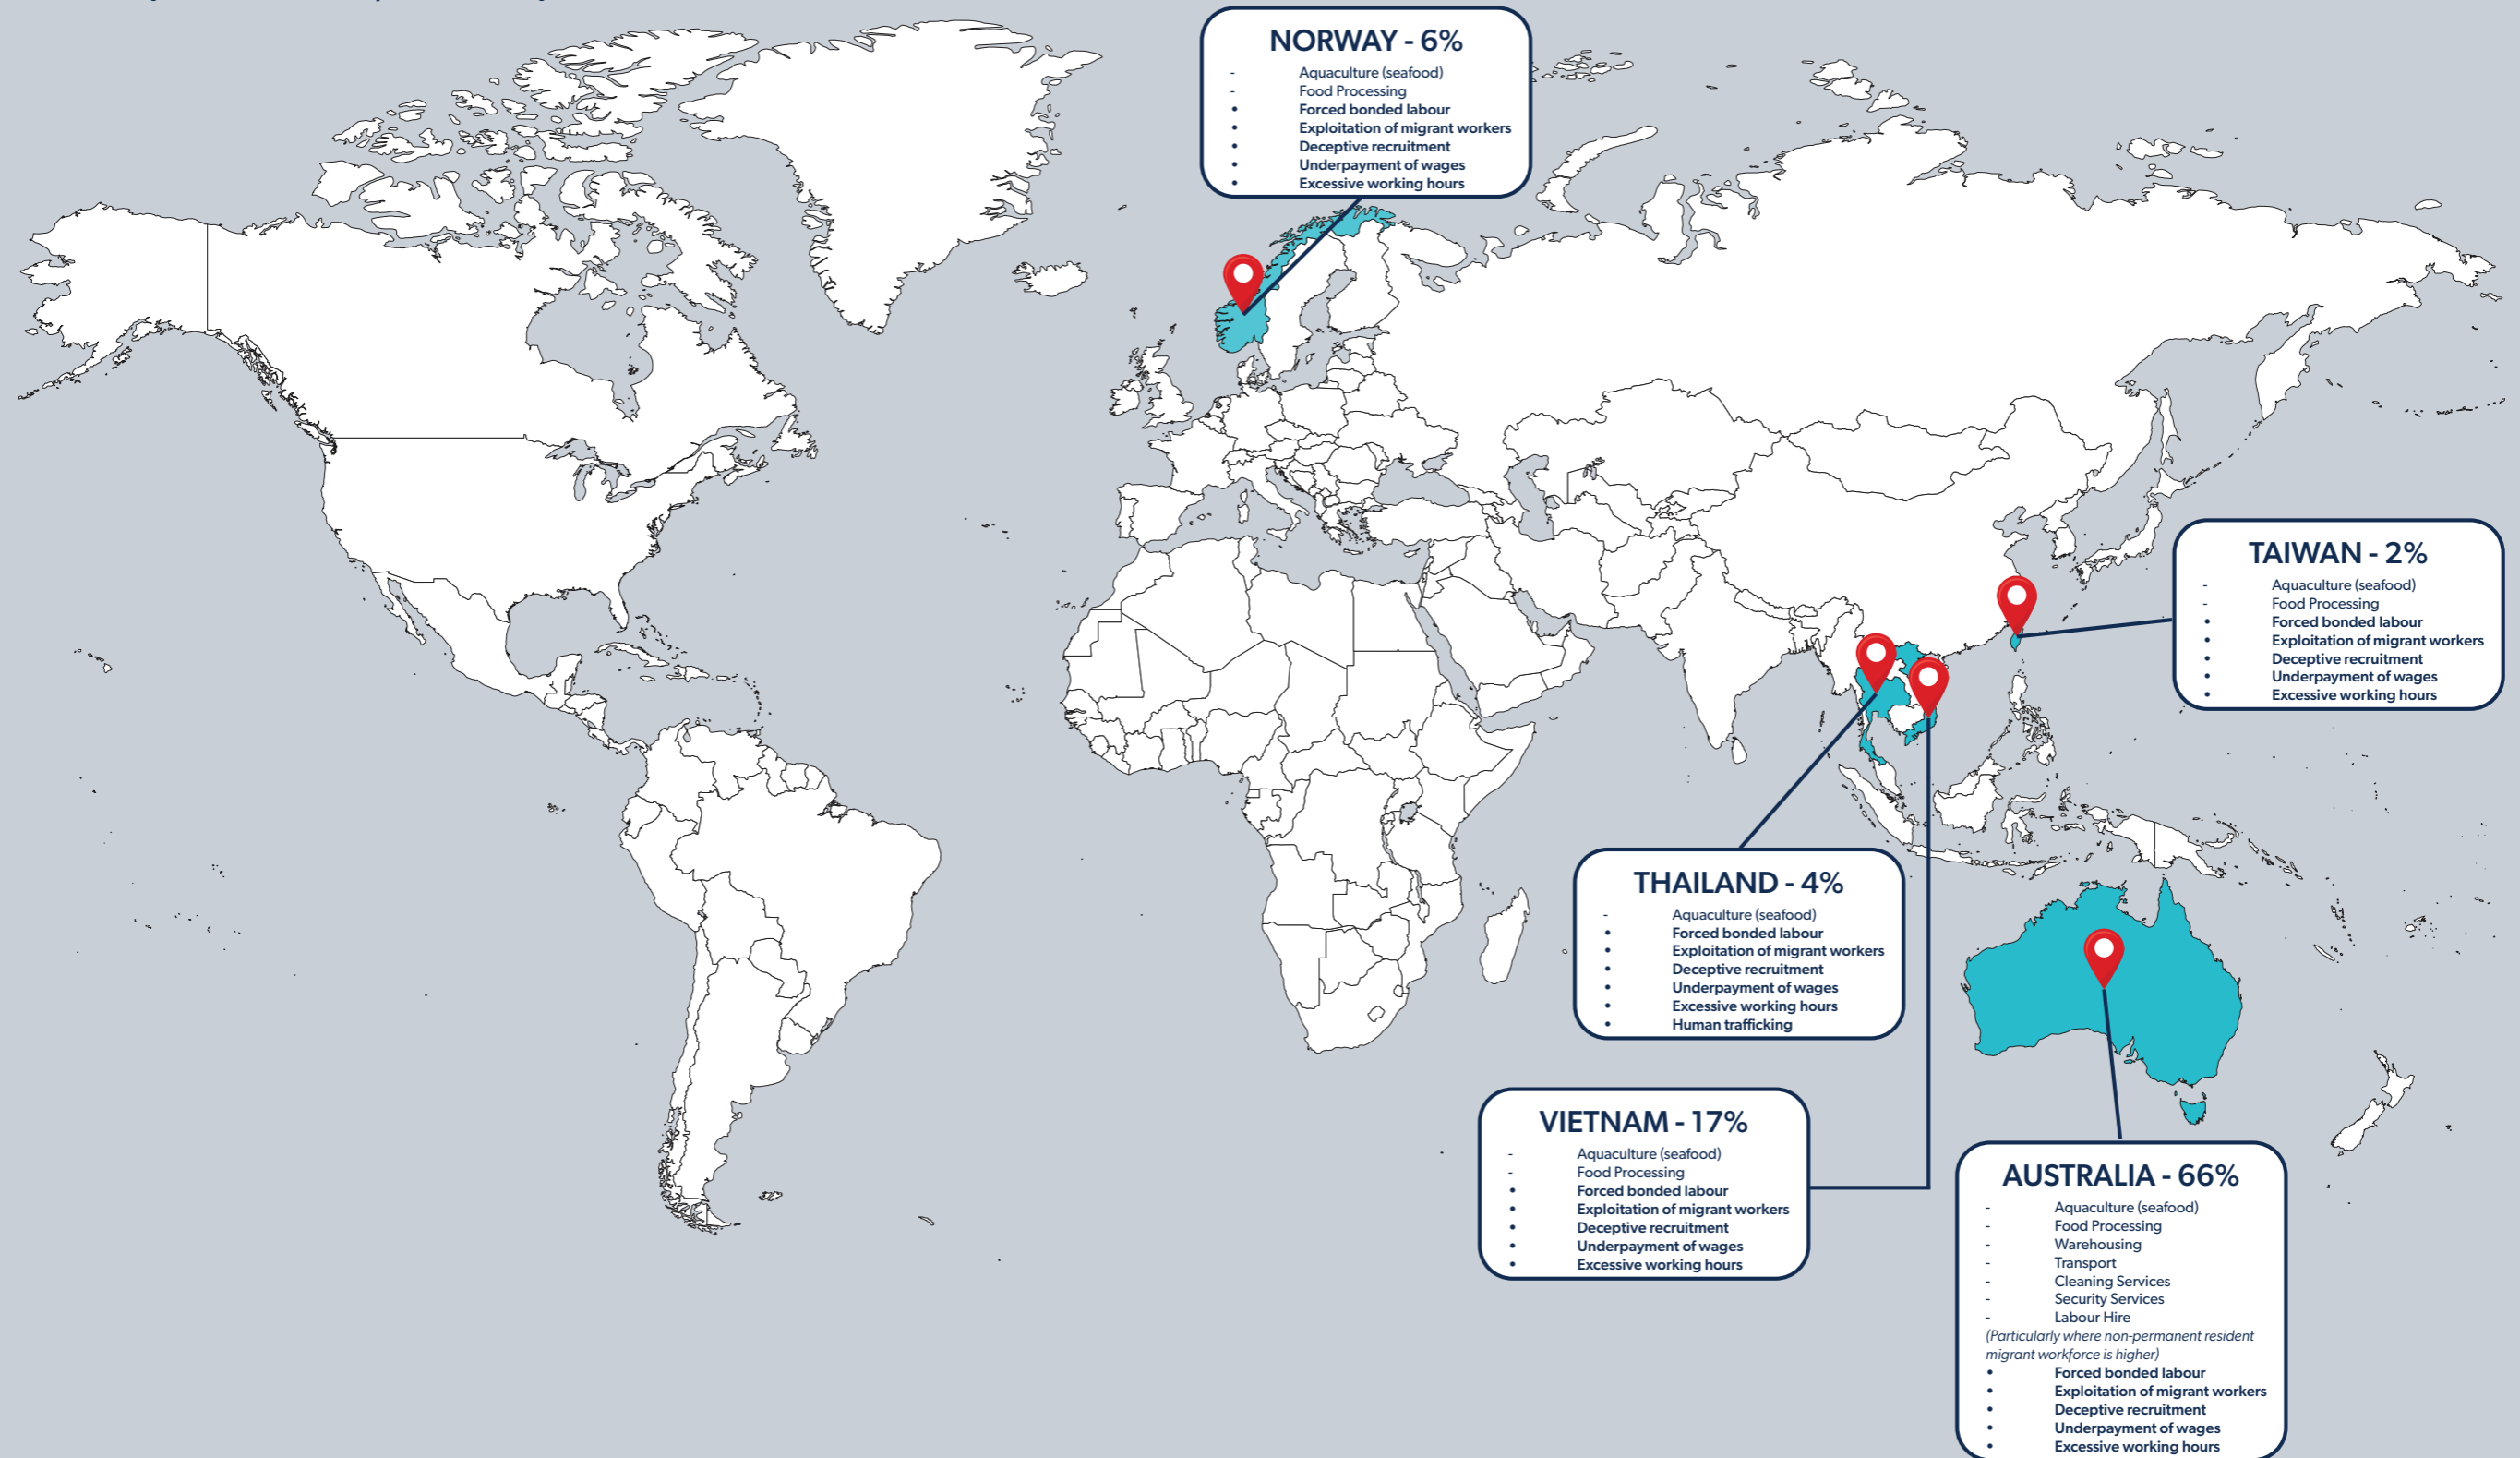 NORWAY - 6%
- Aquaculture (seafood)
- Food Processing
• Forced bonded labour
• Exploitation of migrant workers
• Deceptive recruitment
• Underpayment of wages
• Excessive working hours
TAIWAN - 2%
- Aquaculture (seafood)
- Food Processing
• Forced bonded labour
• Exploitation of migrant workers
• Deceptive recruitment
• Underpayment of wages
• Excessive working hours
THAILAND - 4%
- Aquaculture (seafood)
• Forced bonded labour
• Exploitation of migrant workers
• Deceptive recruitment
• Underpayment of wages
• Excessive working hours
• Human trafficking
VIETNAM - 17%
- Aquaculture (seafood)
- Food Processing
• Forced bonded labour
• Exploitation of migrant workers
• Deceptive recruitment
• Underpayment of wages
• Excessive working hours
AUSTRALIA - 66%
- Aquaculture (seafood)
- Food Processing
- Warehousing
- Transport
- Cleaning Services
- Security Services
- Labour Hire
(Particularly where non-permanent resident
migrant workforce is higher)
• Forced bonded labour
• Exploitation of migrant workers
• Deceptive recruitment
• Underpayment of wages
• Excessive working hours